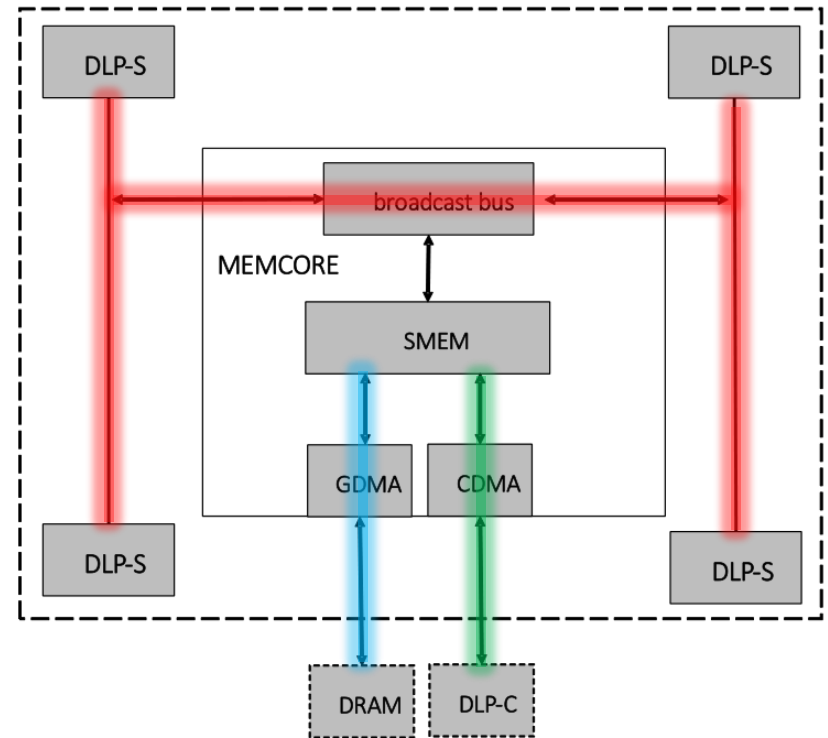 DLP-S
DLP-S
broadcast bus
MEMCORE
SMEM
GDMA
CDMA
DLP-S
DLP-S
DRAM
DLP-C